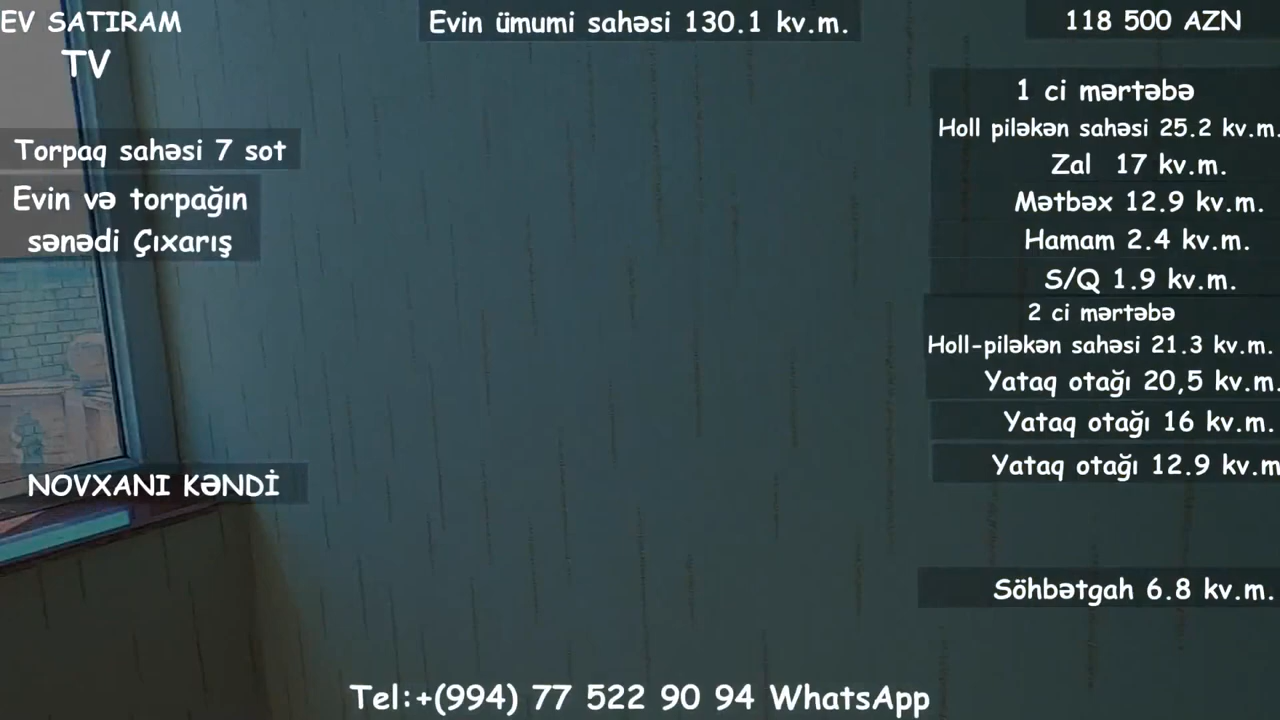 EV SATIRAM
TV
Evin ümumi sahəsi 130.1 kv.m.
118 500 AZN
Torpaq sahəsi 7 sot
Evin və torpağın
sənədi Çıxarış
NOVXANI KƏNDİ
1 ci mərtəbə
Holl piləkən sahəsi 25.2 kv.m.
Zal 17 kv.m.
Mətbəx 12.9 kv.m.
Hamam 2.4 kv.m.
S/Q 1.9 kv.m.
2 ci mərtəbə
Holl-piləkən sahəsi 21.3 kv.m.
Yataq otağı 20,5 kv.m.
Yataq otağı 16 kv.m.
Yataq otağı 12.9 kv.m
Söhbətgah 6.8 kv.m.
Tel:+(994) 77 522 90 94 WhatsApp